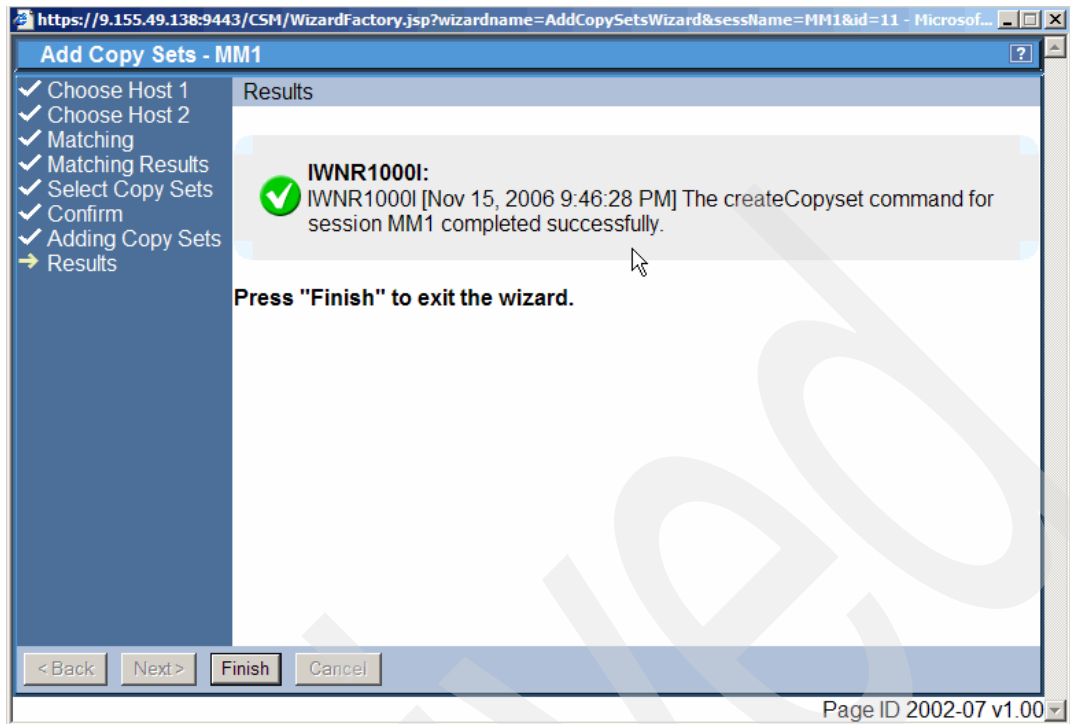 https://9.155.49.138:9443/CSM/WizardFactory.jsp?wizardname=AddCopySetsWizard&sessName=MM1&id=11 - Microsof...
Add Copy Sets - MM1
?
Choose Host 1
Choose Host 2
Matching
Matching Results
Select Copy Sets
Confirm
Adding Copy Sets
Results
Results
IWNR1000I:
IWNR1000I [Nov 15, 2006 9:46:28 PM] The createCopyset command for
session MM1 completed successfully.
Press "Finish" to exit the wizard.
< Back
Next >
Finish
Cancel
Page ID 2002-07 v1.00